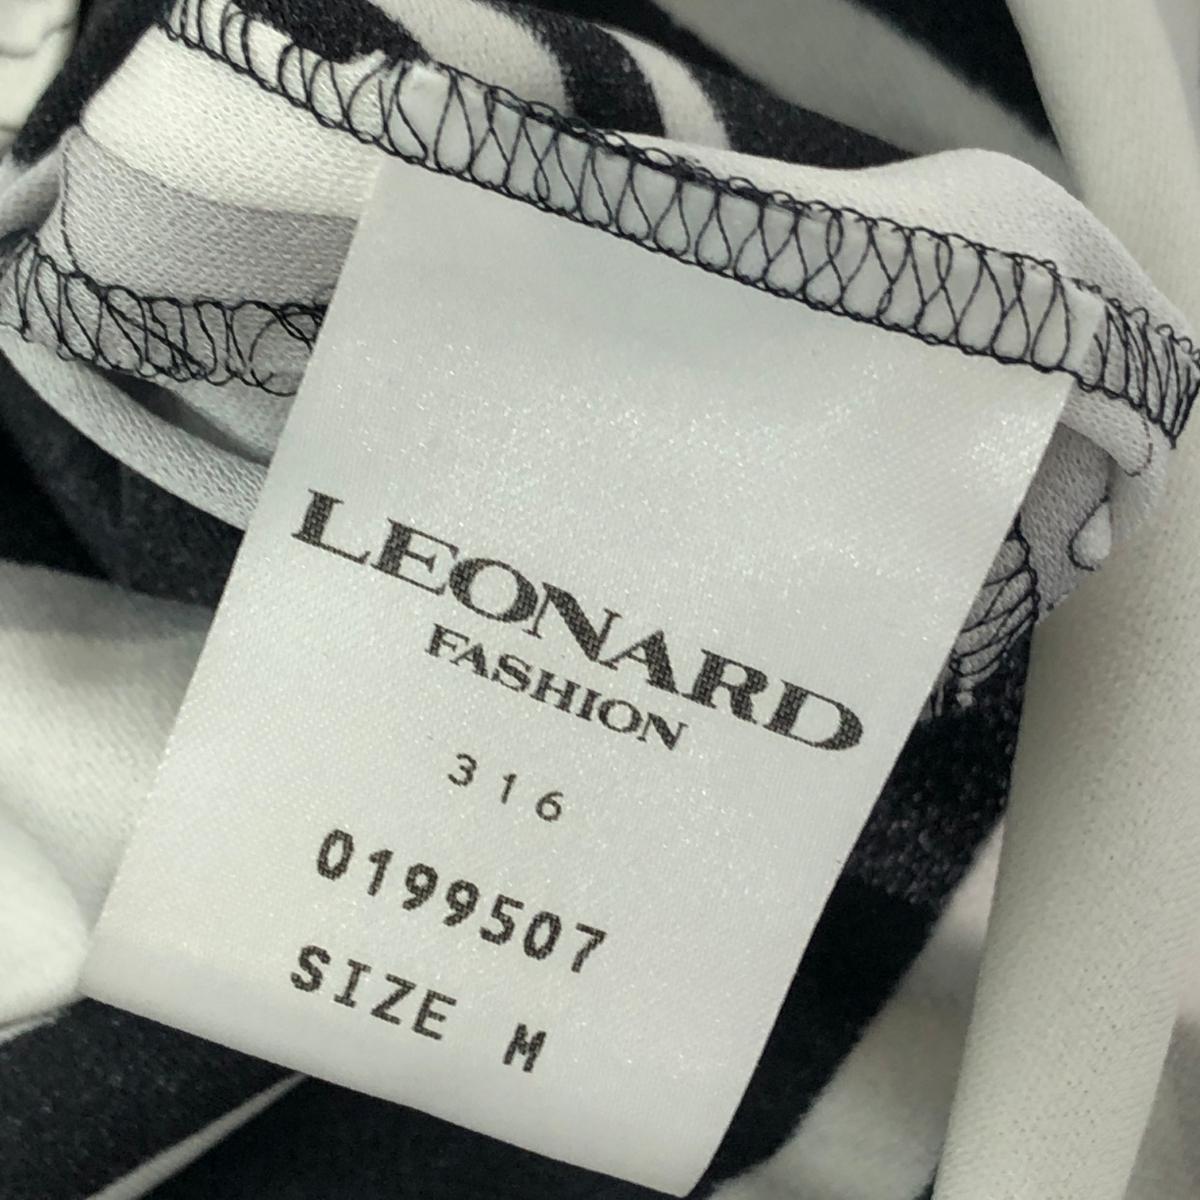 LEONARD
FASHION
316
0199507
SIZE M